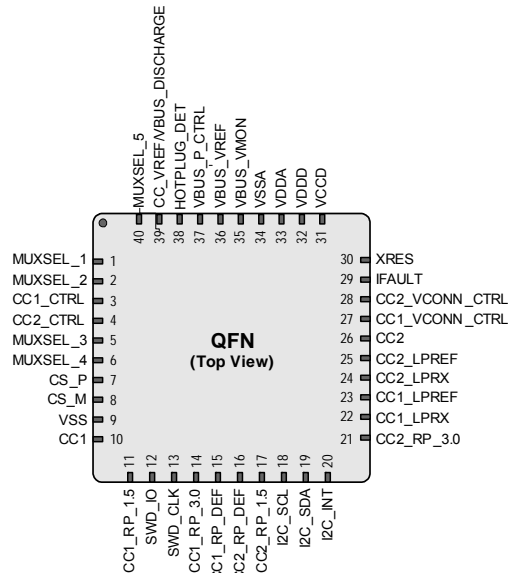 MUXSEL_5
CC_VREF/VBUS_DISCHARGE
HOTPLUG_DET
VBUS_P_CTRL
VBUS_VREF
VBUS_VMON
VSSA
VDDA
VDDD
VCCD
40
39
38
37
36
35
34
33
32
31
MUXSEL_1 1
MUXSEL_2 2
CC1_CTRL 3
CC2_CTRL 4
MUXSEL_3 5
MUXSEL_4 6
CS_P 7
CS_M 8
VSS 9
CC1 10
QFN
(Top View)
30 XRES
29 IFAULT
28 CC2_VCONN_CTRL
27 CC1_VCONN_CTRL
26 CC2
25 CC2_LPREF
24 CC2_LPRX
23 CC1_LPREF
22 CC1_LPRX
21 CC2_RP_3.0
11
12
13
14
15
16
17
18
19
20
CC1_RP_1.5
SWD_IO
SWD_CLK
CC1_RP_3.0
CC1_RP_DEF
CC2_RP_DEF
CC2_RP_1.5
I2C_SCL
I2C_SDA
I2C_INT